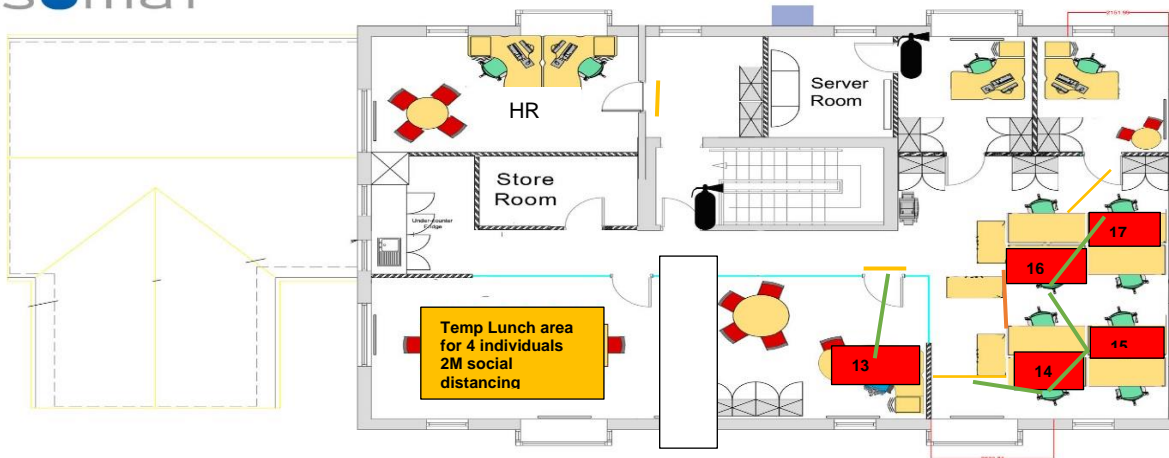 HR
Server
Room
Store
Room
Under-counter
Fridge
17
16
15
14
13
Temp Lunch area
for 4 individuals
2M social
distancing